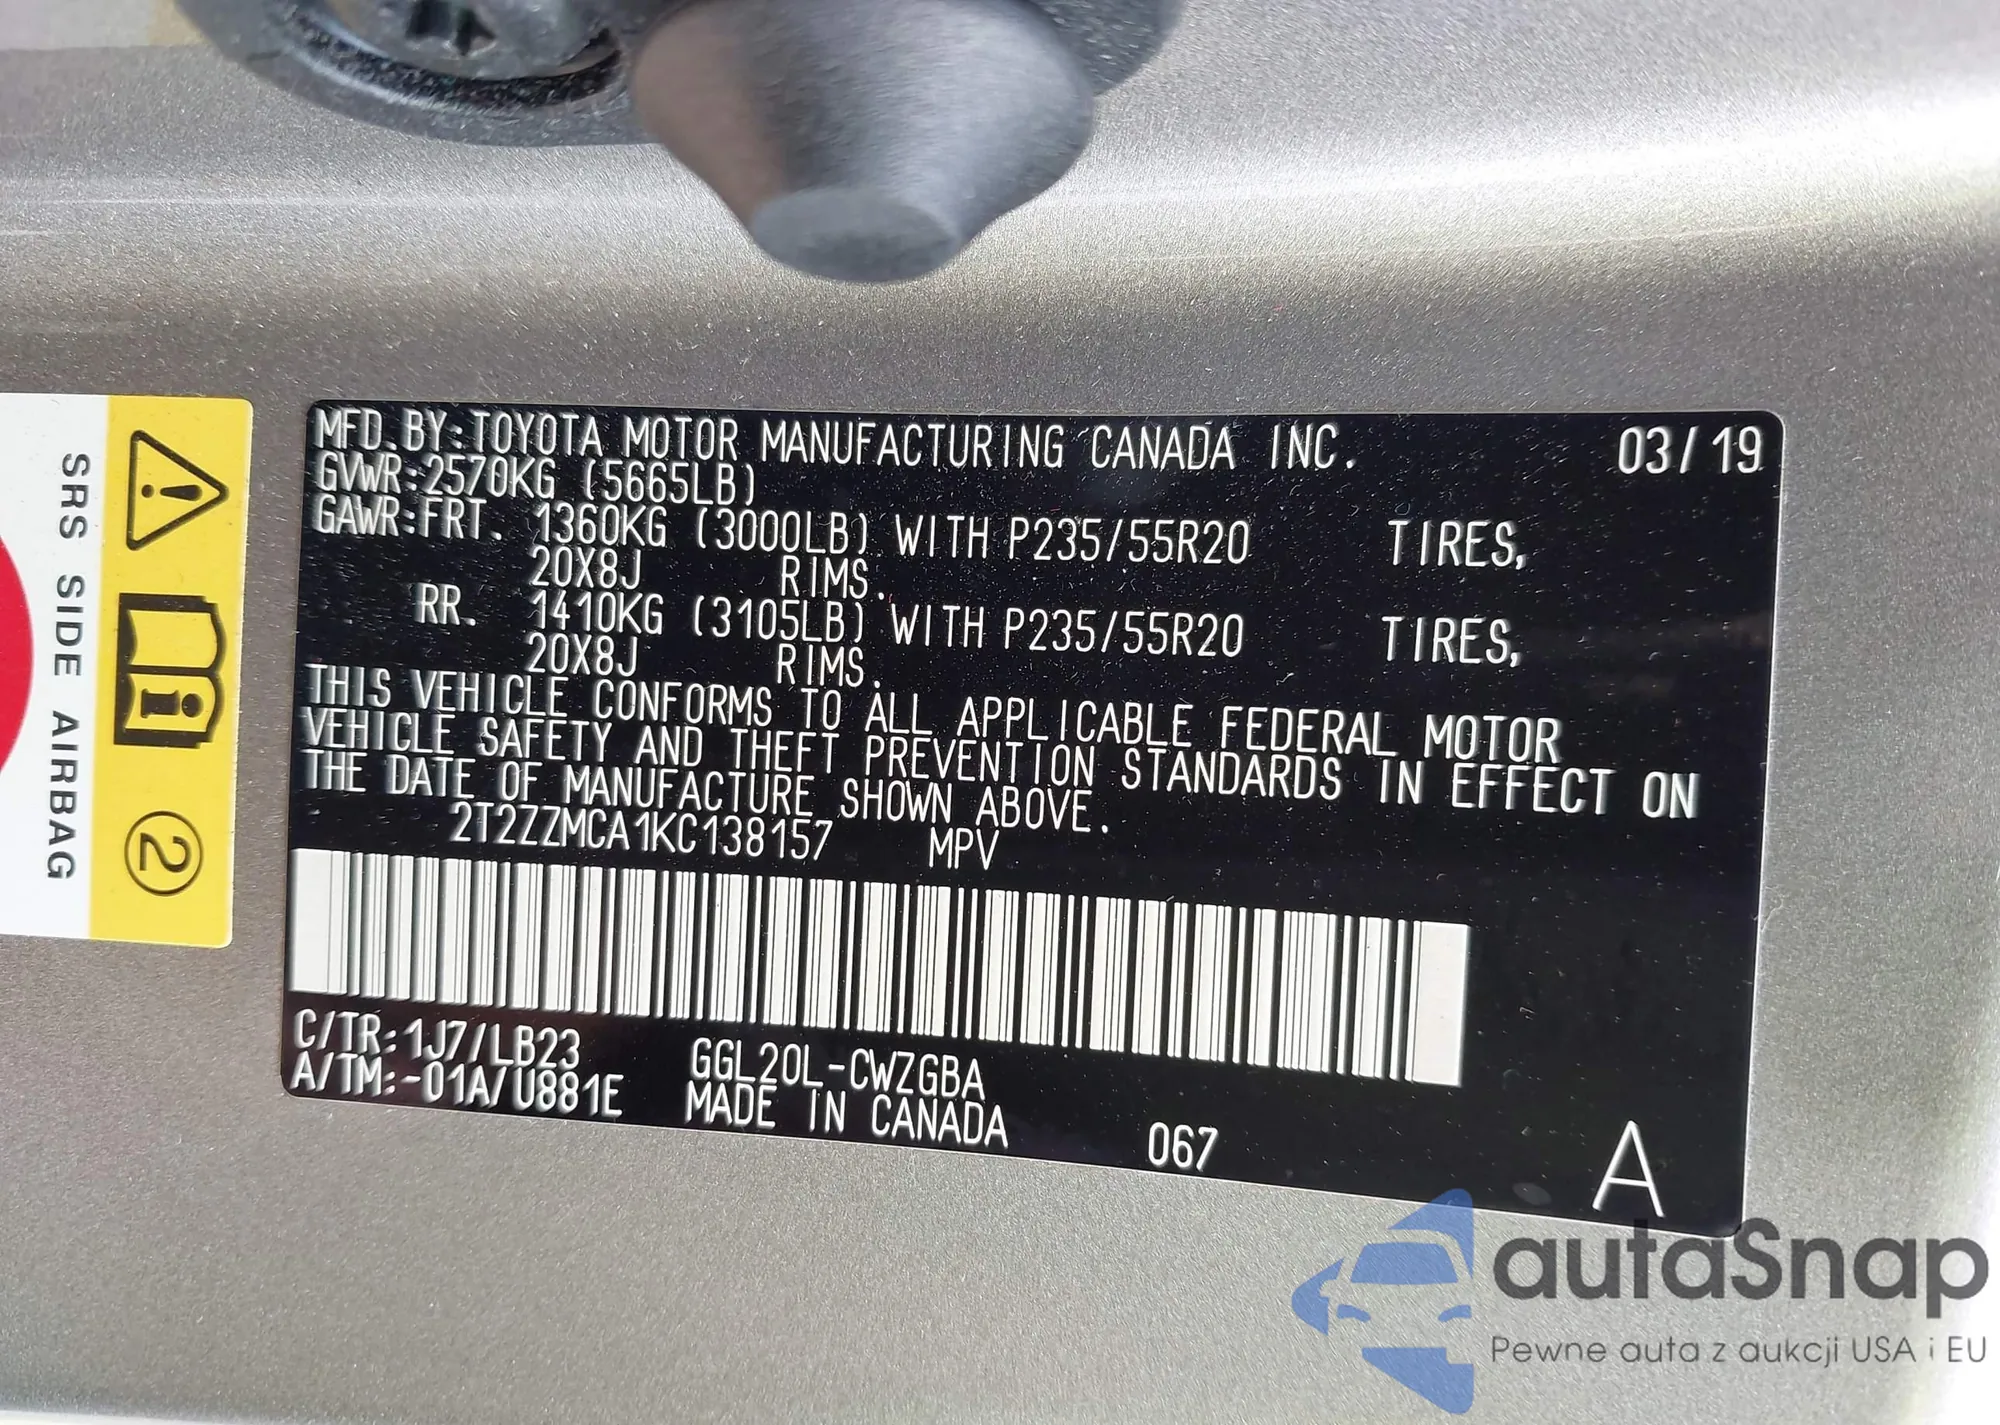 MFD. BY: TOYOTA MOTOR MANUFACTURING CANADA INC. 03/19
GVWR: 2570KG (5665LB)
GAWR: FRT. 1360KG (3000LB) WITH P235/55R20 TIRES,
20X8J RIMS.
RR. 1410KG (3105LB) WITH P235/55R20 TIRES,
20X8J RIMS.
THIS VEHICLE CONFORMS TO ALL APPLICABLE FEDERAL MOTOR
VEHICLE SAFETY AND THEFT PREVENTION STANDARDS IN EFFECT ON
THE DATE OF MANUFACTURE SHOWN ABOVE.
2T2ZZMCA1KC138157 MPV
C/TR: 1J7/LB23 GGL20L-CWZGBA
A/TM: -01A/U881E MADE IN CANADA 067 A
SRS SIDE AIRBAG
2
autaSnap
Pewne auta z aukcji USA i EU